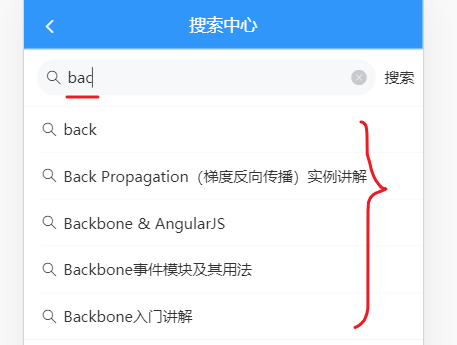 搜索中心
bac
搜索
back
Back Propagation（梯度反向传播）实例讲解
Backbone & AngularJS
Backbone事件模块及其用法
Backbone入门讲解